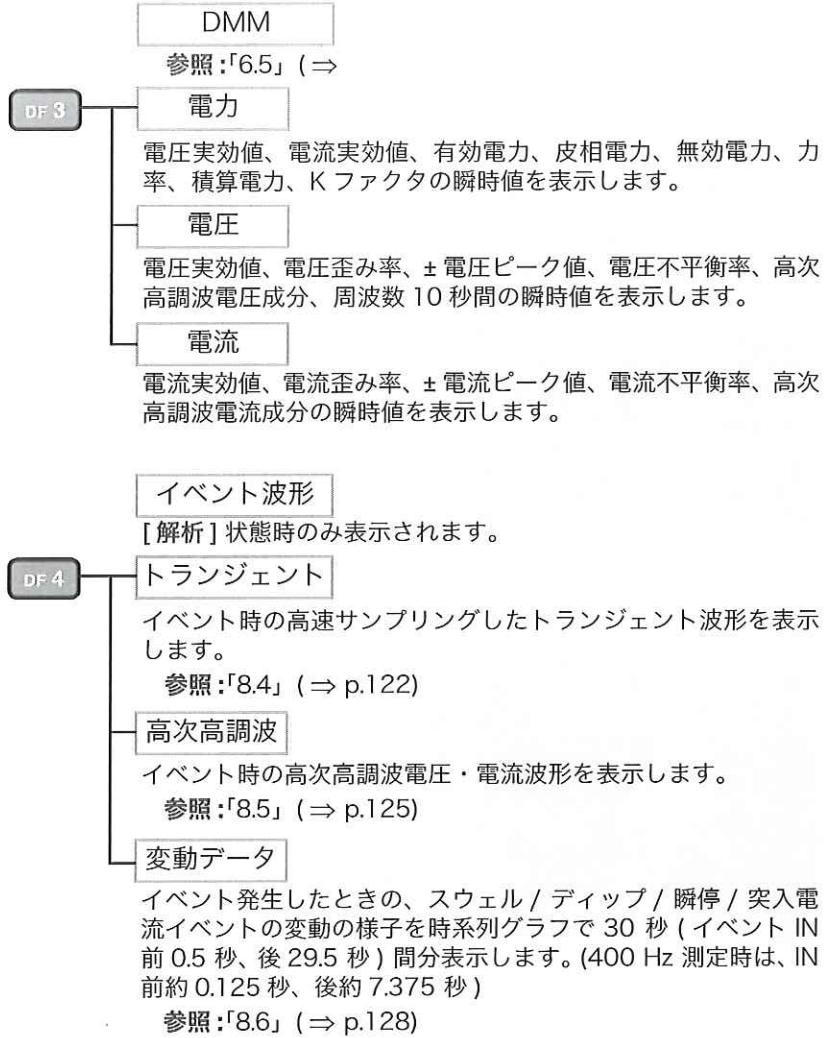 DMM
参照:「6.5」( ⇒
DF 3
電力
電圧実効値、電流実効値、有効電力、皮相電力、無効電力、力
率、積算電力、K ファクタの瞬時値を表示します。
電圧
電圧実効値、電圧歪み率、± 電圧ピーク値、電圧不平衡率、高次
高調波電圧成分、周波数 10 秒間の瞬時値を表示します。
電流
電流実効値、電流歪み率、± 電流ピーク値、電流不平衡率、高次
高調波電流成分の瞬時値を表示します。
イベント波形
[ 解析 ] 状態時のみ表示されます。
DF 4
トランジェント
イベント時の高速サンプリングしたトランジェント波形を表示
します。
参照:「8.4」( ⇒ p.122)
高次高調波
イベント時の高次高調波電圧・電流波形を表示します。
参照:「8.5」( ⇒ p.125)
変動データ
イベント発生したときの、スウェル / ディップ / 瞬停 / 突入電
流イベントの変動の様子を時系列グラフで 30 秒 ( イベント IN
前 0.5 秒、後 29.5 秒 ) 間分表示します。(400 Hz 測定時は、IN
前約 0.125 秒、後約 7.375 秒 )
参照:「8.6」( ⇒ p.128)